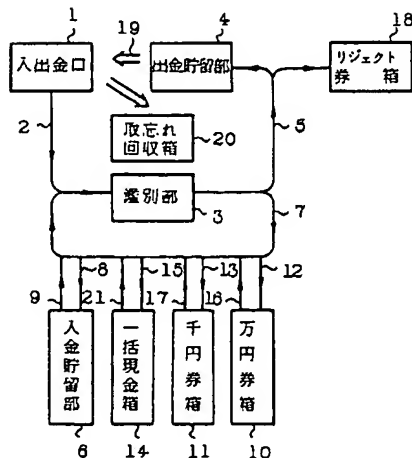 1
19
4
18
入出金口
出金貯留部
リジェクト
券箱
2
取忘れ
回収箱
20
5
鑑別部
3
7
8
15
13
12
9
21
17
16
入金貯留部
一括現金箱
千円券箱
万円券箱
6
14
11
10